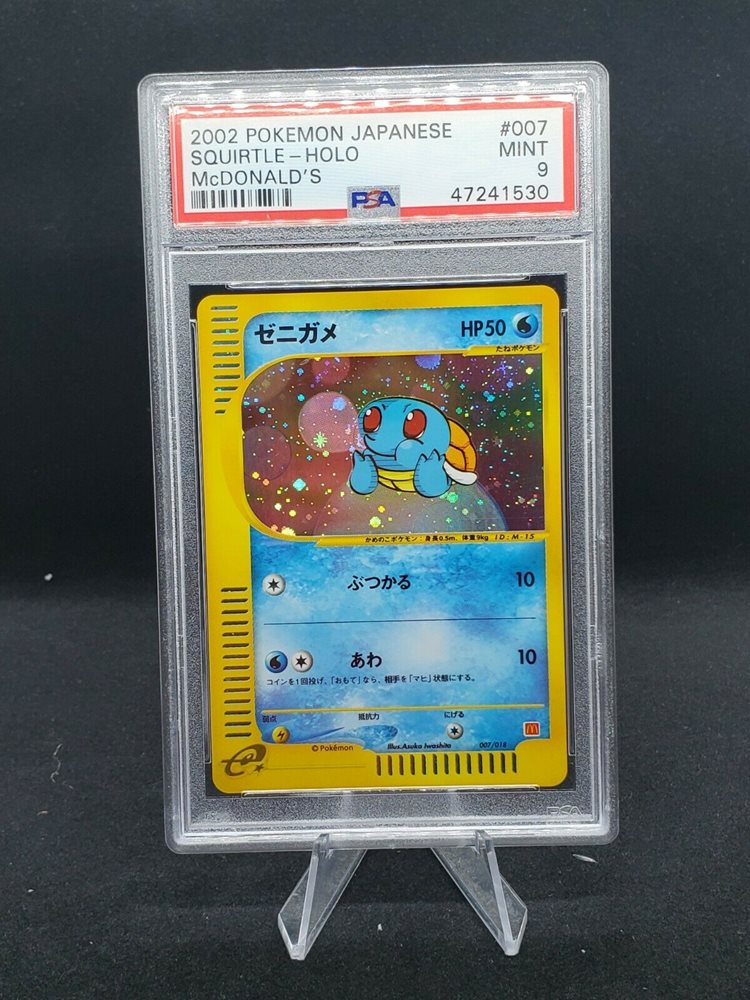 2002 POKEMON JAPANESE #007
SQUIRTLE - HOLO MINT
McDONALD'S 9
PSA 47241530
ゼニガメ HP50
たねポケモン
かめのこポケモン：身長0.5m、体重9kg ID：M-15
ぶつかる 10
あわ 10
コインを1回投げ、「おもて」なら、相手を「マヒ」状態にする。
弱点 抵抗力 にげる
©Pokémon Illus.Asuka Iwashita 007/018
e
PSA